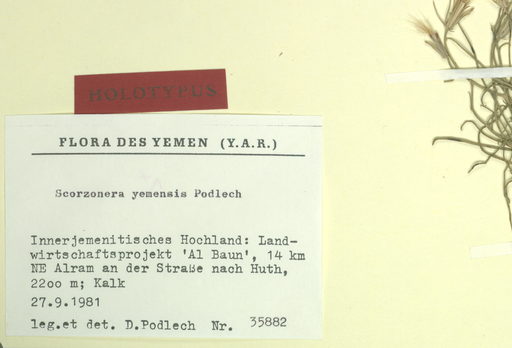 HOLOTYPUS
FLORA DES YEMEN (Y.A.R.)
Scorzonera yemensis Podlech
Innerjemenitisches Hochland: Land-
wirtschaftsprojekt 'Al Baun', 14 km
NE Alram an der Straße nach Huth,
22oo m; Kalk
27.9.1981
leg.et det. D.Podlech Nr. 35882